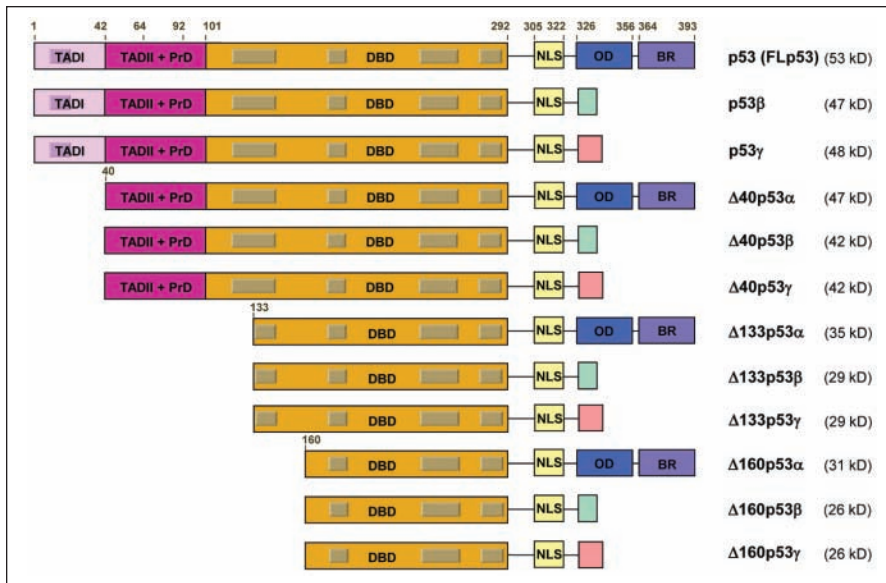 1 42 64 92 101 292 305 322 326 356 364 393
TADI TADII + PrD DBD NLS OD BR p53 (FLp53) (53 kD)
TADI TADII + PrD DBD NLS p53β (47 kD)
TADI TADII + PrD DBD NLS p53γ (48 kD)
40
TADII + PrD DBD NLS OD BR Δ40p53α (47 kD)
TADII + PrD DBD NLS Δ40p53β (42 kD)
TADII + PrD DBD NLS Δ40p53γ (42 kD)
133
DBD NLS OD BR Δ133p53α (35 kD)
DBD NLS Δ133p53β (29 kD)
DBD NLS Δ133p53γ (29 kD)
160
DBD NLS OD BR Δ160p53α (31 kD)
DBD NLS Δ160p53β (26 kD)
DBD NLS Δ160p53γ (26 kD)